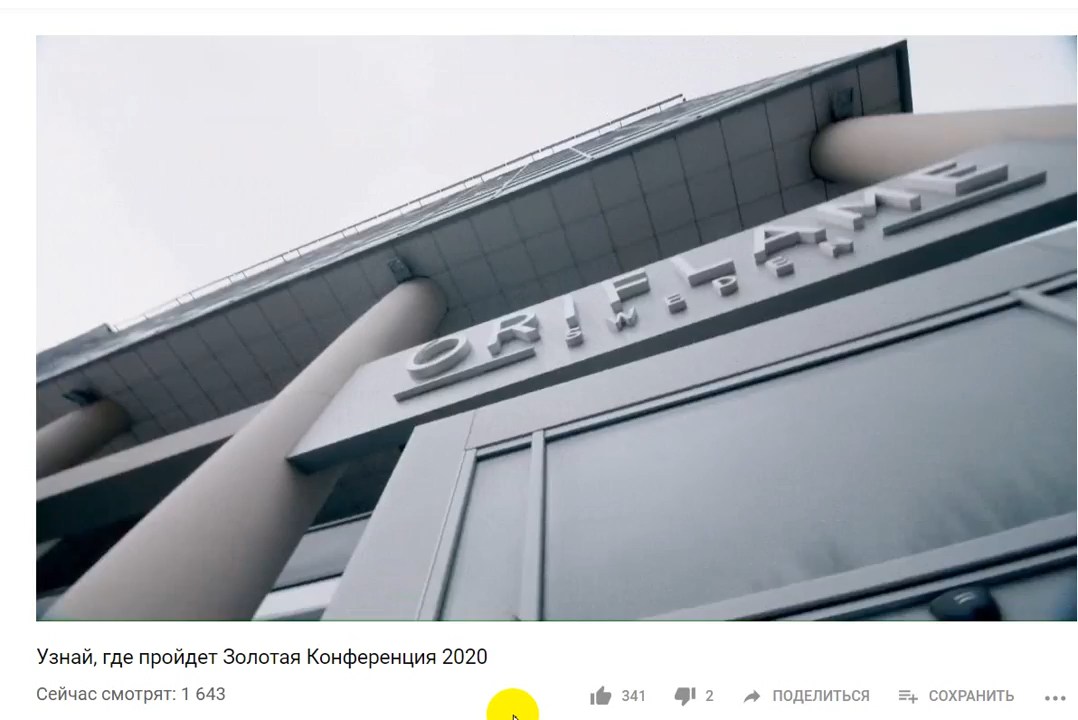 ORIFLAME
SWEDEN
Узнай, где пройдет Золотая Конференция 2020
Сейчас смотрят: 1 643
341
2
ПОДЕЛИТЬСЯ
СОХРАНИТЬ